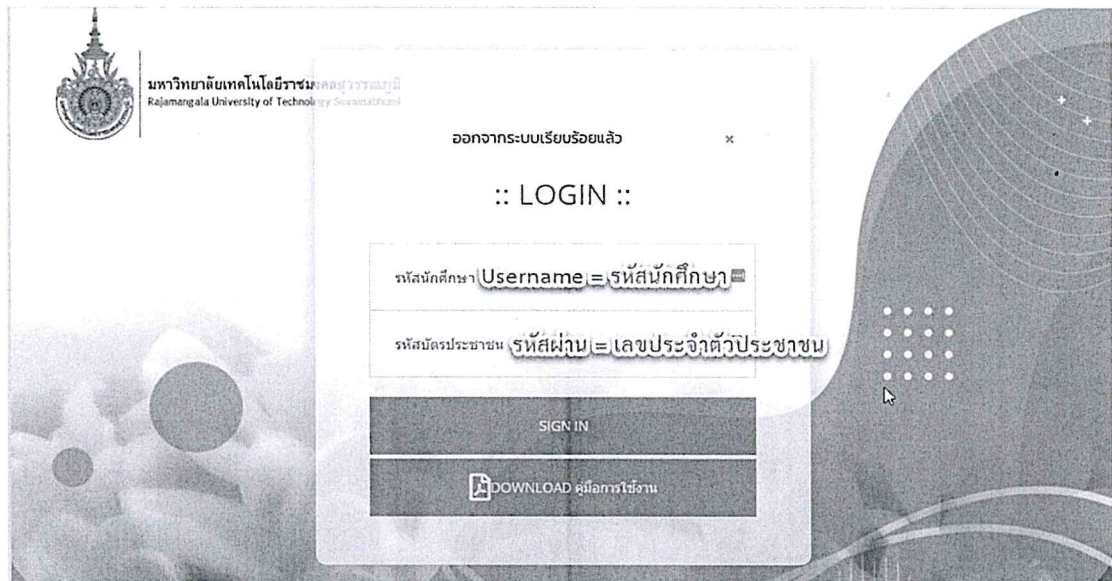 มหาวิทยาลัยเทคโนโลยีราชมงคลสุวรรณภูมิ
Rajamangala University of Technology Suvarnabhumi
ออกจากระบบเรียบร้อยแล้ว ×
:: LOGIN ::
รหัสนักศึกษา Username = รหัสนักศึกษา
รหัสบัตรประชาชน รหัสผ่าน = เลขประจำตัวประชาชน
SIGN IN
DOWNLOAD คู่มือการใช้งาน